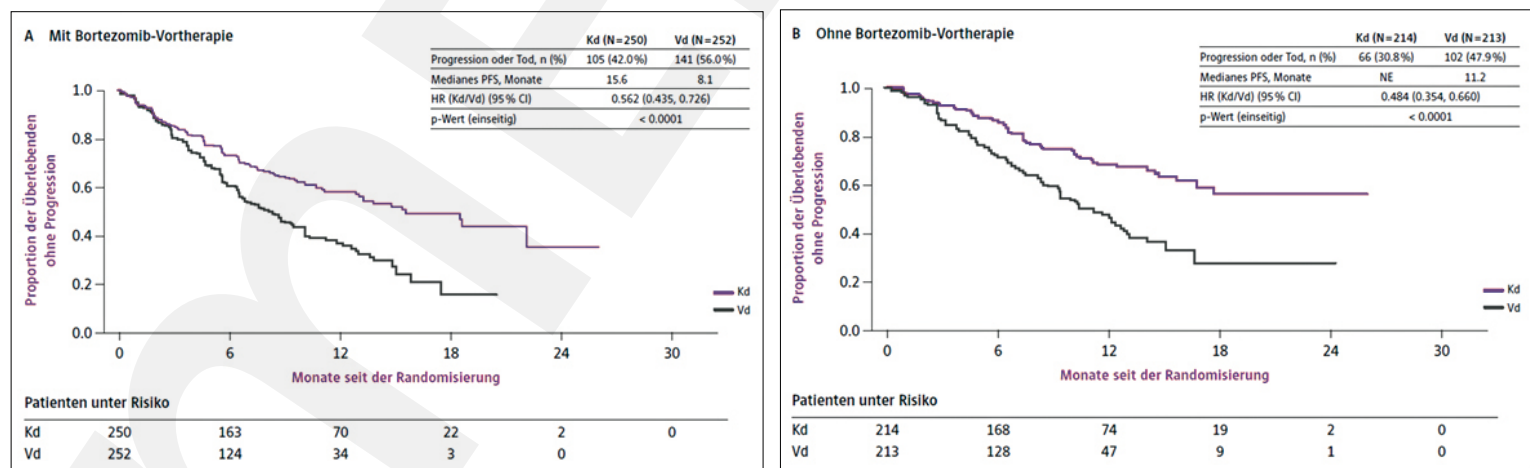 A Mit Bortezomib-Vortherapie
Kd (N=250) Vd (N=252)
Progression oder Tod, n (%) 105 (42.0%) 141 (56.0%)
Medianes PFS, Monate 15.6 8.1
HR (Kd/Vd) (95% CI) 0.562 (0.435, 0.726)
p-Wert (einseitig) < 0.0001
Proportion der Überlebenden
ohne Progression
1.0
0.8
0.6
0.4
0.2
0.0
Kd
Vd
0 6 12 18 24 30
Monate seit der Randomisierung
Patienten unter Risiko
Kd 250 163 70 22 2 0
Vd 252 124 34 3 0
B Ohne Bortezomib-Vortherapie
Kd (N=214) Vd (N=213)
Progression oder Tod, n (%) 66 (30.8%) 102 (47.9%)
Medianes PFS, Monate NE 11.2
HR (Kd/Vd) (95% CI) 0.484 (0.354, 0.660)
p-Wert (einseitig) < 0.0001
Proportion der Überlebenden
ohne Progression
1.0
0.8
0.6
0.4
0.2
0.0
Kd
Vd
0 6 12 18 24 30
Monate seit der Randomisierung
Patienten unter Risiko
Kd 214 168 74 19 2 0
Vd 213 128 47 9 1 0